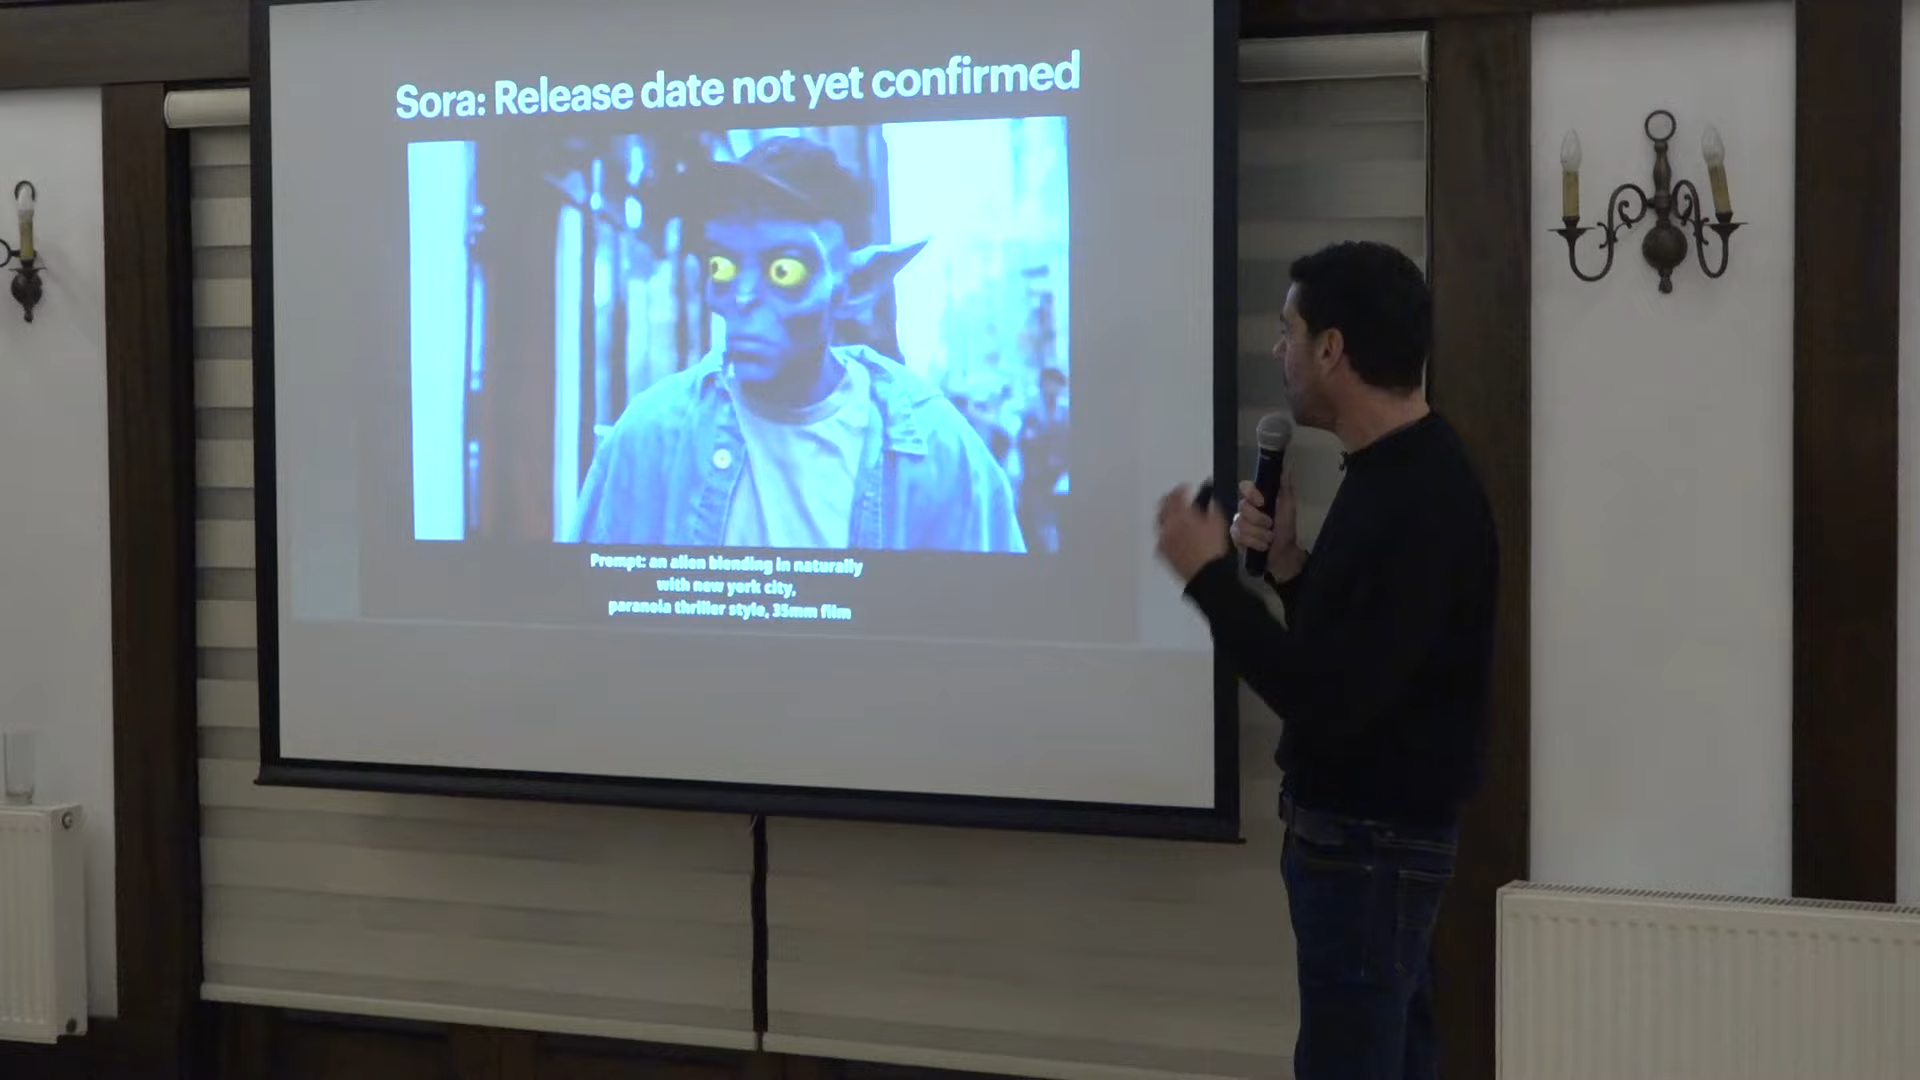 Sora: Release date not yet confirmed
Prompt: an alien blending in naturally
with new york city,
paranoia thriller style, 35mm film